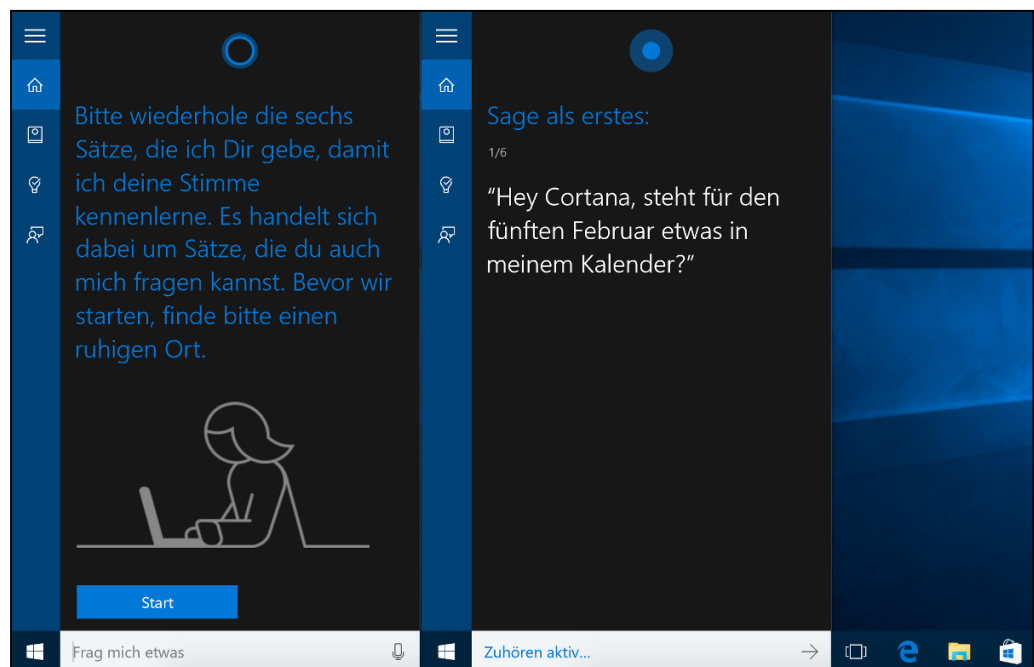 Bitte wiederhole die sechs
Sätze, die ich Dir gebe, damit
ich deine Stimme
kennenlerne. Es handelt sich
dabei um Sätze, die du auch
mich fragen kannst. Bevor wir
starten, finde bitte einen
ruhigen Ort.
Start
Frag mich etwas
Sage als erstes:
1/6
"Hey Cortana, steht für den
fünften Februar etwas in
meinem Kalender?"
Zuhören aktiv...